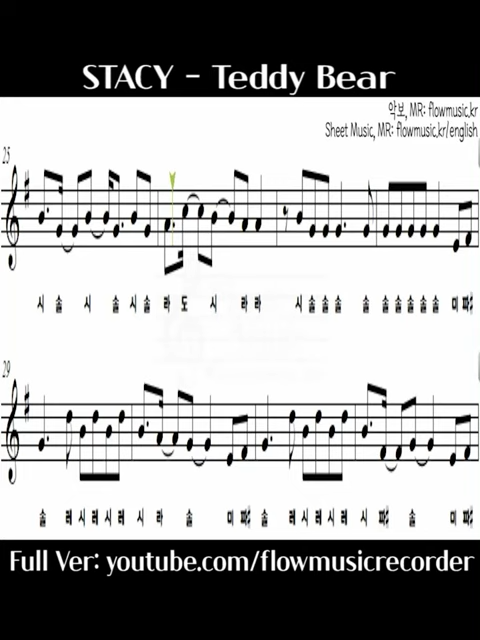 STACY - Teddy Bear
악보, MR: flowmusic.kr
Sheet Music, MR: flowmusic.kr/english
25
시 솔 시 솔 시 솔 라 도 시 라 라 시 솔 솔 솔 솔 솔 솔 솔 솔 솔 미 파#
29
솔 레 시 레 시 레 시 라 솔 미 파# 솔 레 시 레 시 레 시 파# 솔 미 파#
Full Ver: youtube.com/flowmusicrecorder